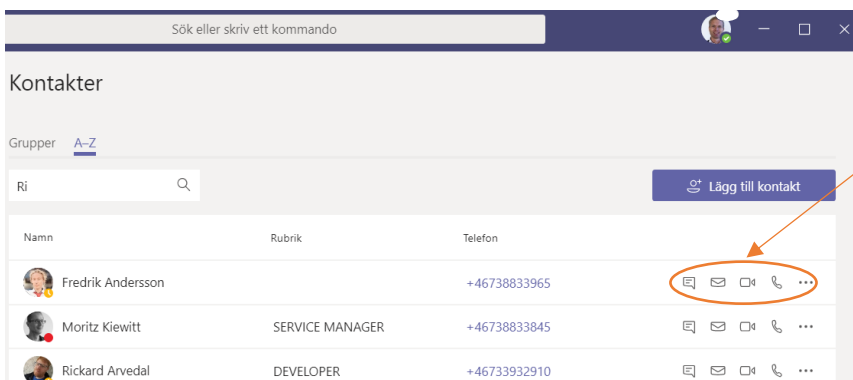 Sök eller skriv ett kommando
Kontakter
Grupper A–Z
Ri
Lägg till kontakt
Namn Rubrik Telefon
Fredrik Andersson +46738833965
Moritz Kiewitt SERVICE MANAGER +46738833845
Rickard Arvedal DEVELOPER +46733932910